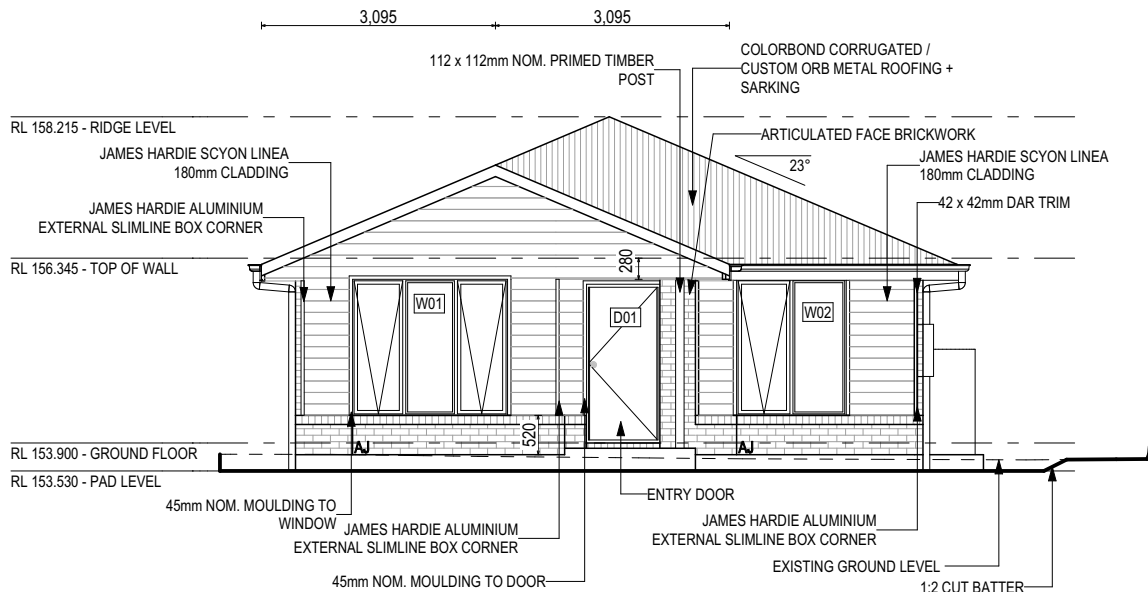 3,095
3,095
112 x 112mm NOM. PRIMED TIMBER
POST
COLORBOND CORRUGATED /
CUSTOM ORB METAL ROOFING +
SARKING
RL 158.215 - RIDGE LEVEL
JAMES HARDIE SCYON LINEA
180mm CLADDING
ARTICULATED FACE BRICKWORK
23°
JAMES HARDIE SCYON LINEA
180mm CLADDING
JAMES HARDIE ALUMINIUM
EXTERNAL SLIMLINE BOX CORNER
42 x 42mm DAR TRIM
RL 156.345 - TOP OF WALL
280
W01
D01
W02
520
AJ
AJ
RL 153.900 - GROUND FLOOR
RL 153.530 - PAD LEVEL
45mm NOM. MOULDING TO
WINDOW
ENTRY DOOR
JAMES HARDIE ALUMINIUM
EXTERNAL SLIMLINE BOX CORNER
JAMES HARDIE ALUMINIUM
EXTERNAL SLIMLINE BOX CORNER
EXISTING GROUND LEVEL
45mm NOM. MOULDING TO DOOR
1:2 CUT BATTER